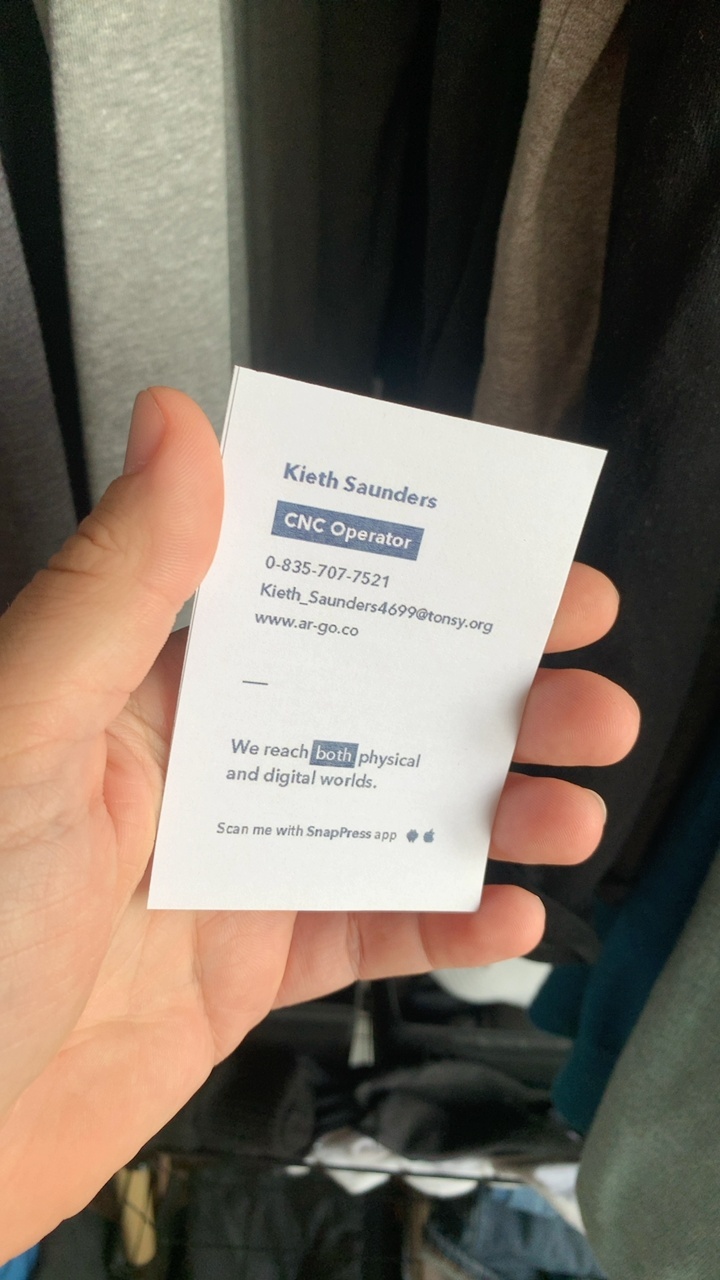 Kieth Saunders
CNC Operator
0-835-707-7521
Kieth_Saunders4699@tonsy.org
www.ar-go.co
We reach both physical
and digital worlds.
Scan me with SnapPress app